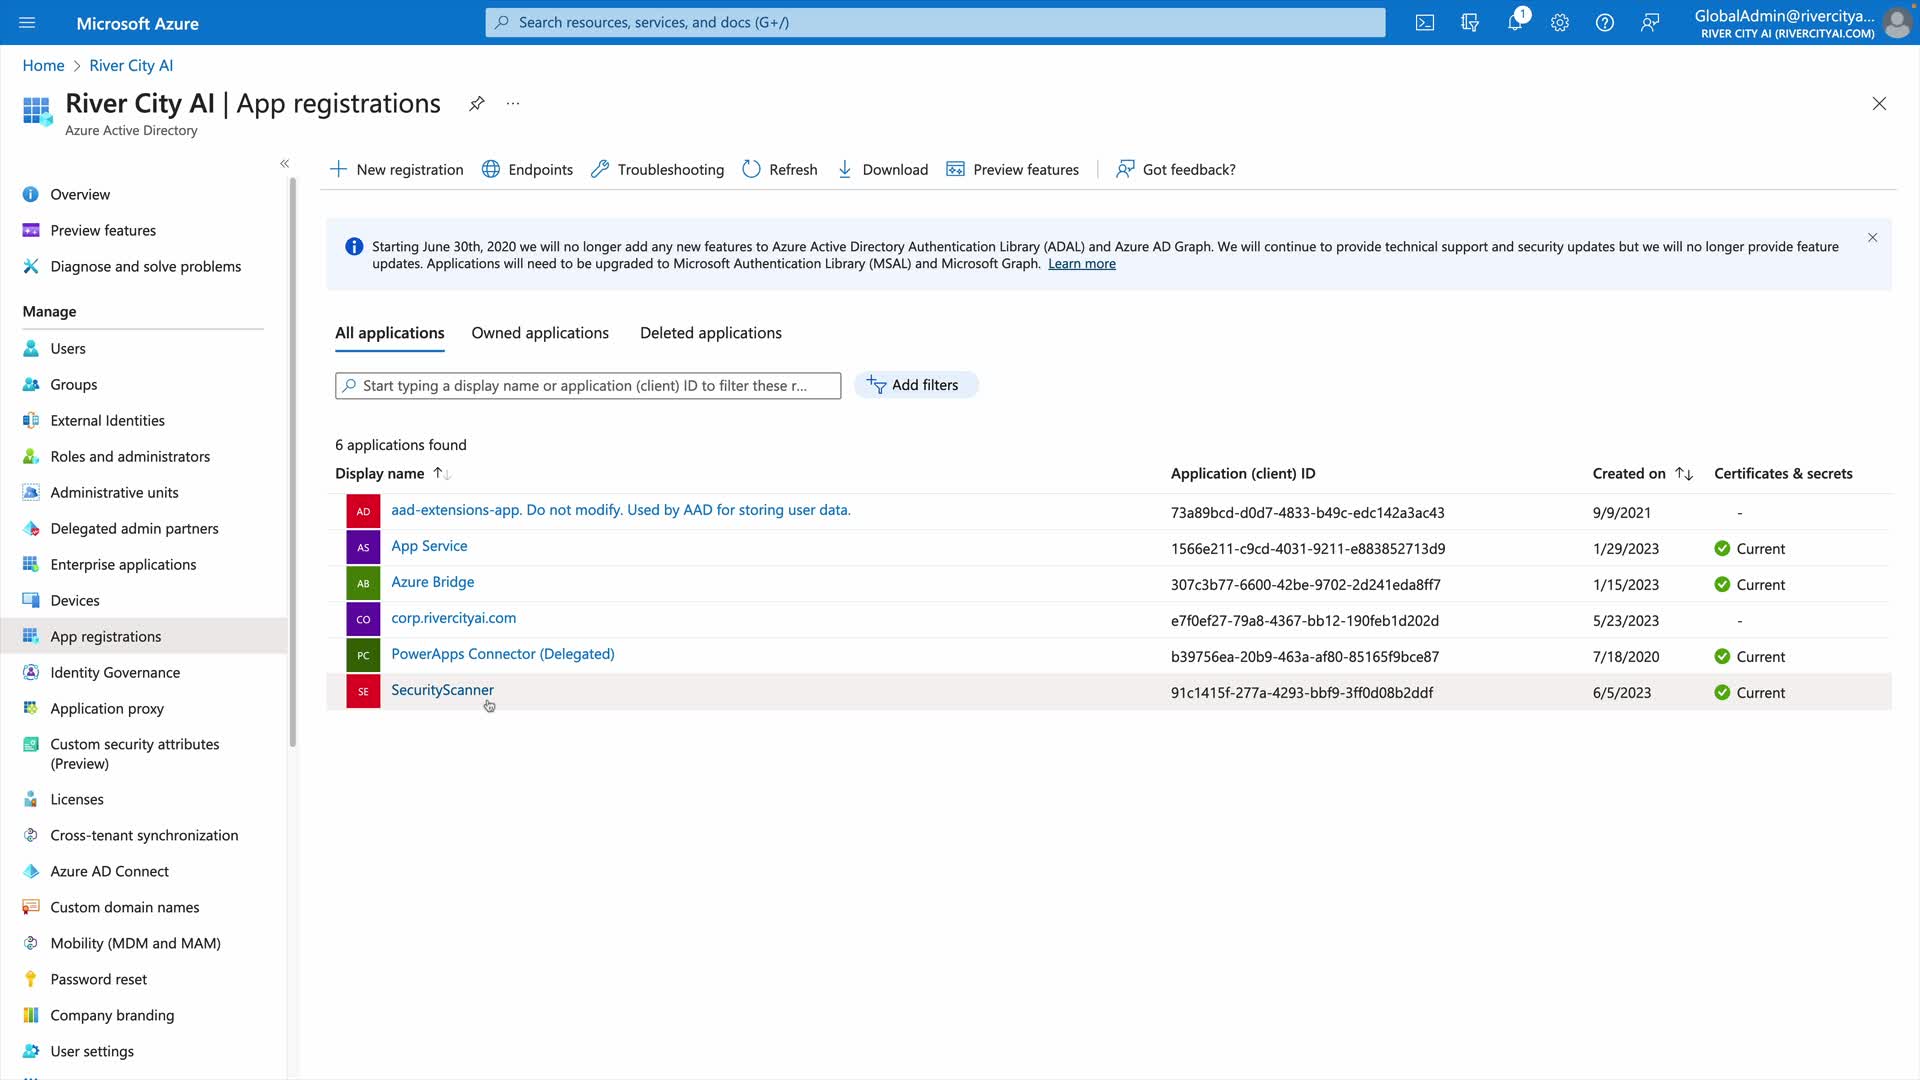 Microsoft Azure
Search resources, services, and docs (G+/)
1
GlobalAdmin@rivercitya...
RIVER CITY AI (RIVERCITYAI.COM)
Home > River City AI
River City AI | App registrations
...
Azure Active Directory
«
New registration
Endpoints
Troubleshooting
Refresh
Download
Preview features
Got feedback?
Overview
Preview features
Diagnose and solve problems
Manage
Users
Groups
External Identities
Roles and administrators
Administrative units
Delegated admin partners
Enterprise applications
Devices
App registrations
Identity Governance
Application proxy
Custom security attributes
(Preview)
Licenses
Cross-tenant synchronization
Azure AD Connect
Custom domain names
Mobility (MDM and MAM)
Password reset
Company branding
User settings
Starting June 30th, 2020 we will no longer add any new features to Azure Active Directory Authentication Library (ADAL) and Azure AD Graph. We will continue to provide technical support and security updates but we will no longer provide feature
updates. Applications will need to be upgraded to Microsoft Authentication Library (MSAL) and Microsoft Graph. Learn more
All applications Owned applications Deleted applications
Start typing a display name or application (client) ID to filter these r...
Add filters
6 applications found
Display name Application (client) ID Created on Certificates & secrets
AD aad-extensions-app. Do not modify. Used by AAD for storing user data. 73a89bcd-d0d7-4833-b49c-edc142a3ac43 9/9/2021 -
AS App Service 1566e211-c9cd-4031-9211-e883852713d9 1/29/2023 Current
AB Azure Bridge 307c3b77-6600-42be-9702-2d241eda8ff7 1/15/2023 Current
CO corp.rivercityai.com e7f0ef27-79a8-4367-bb12-190feb1d202d 5/23/2023 -
PC PowerApps Connector (Delegated) b39756ea-20b9-463a-af80-85165f9bce87 7/18/2020 Current
SE SecurityScanner 91c1415f-277a-4293-bbf9-3ff0d08b2ddf 6/5/2023 Current